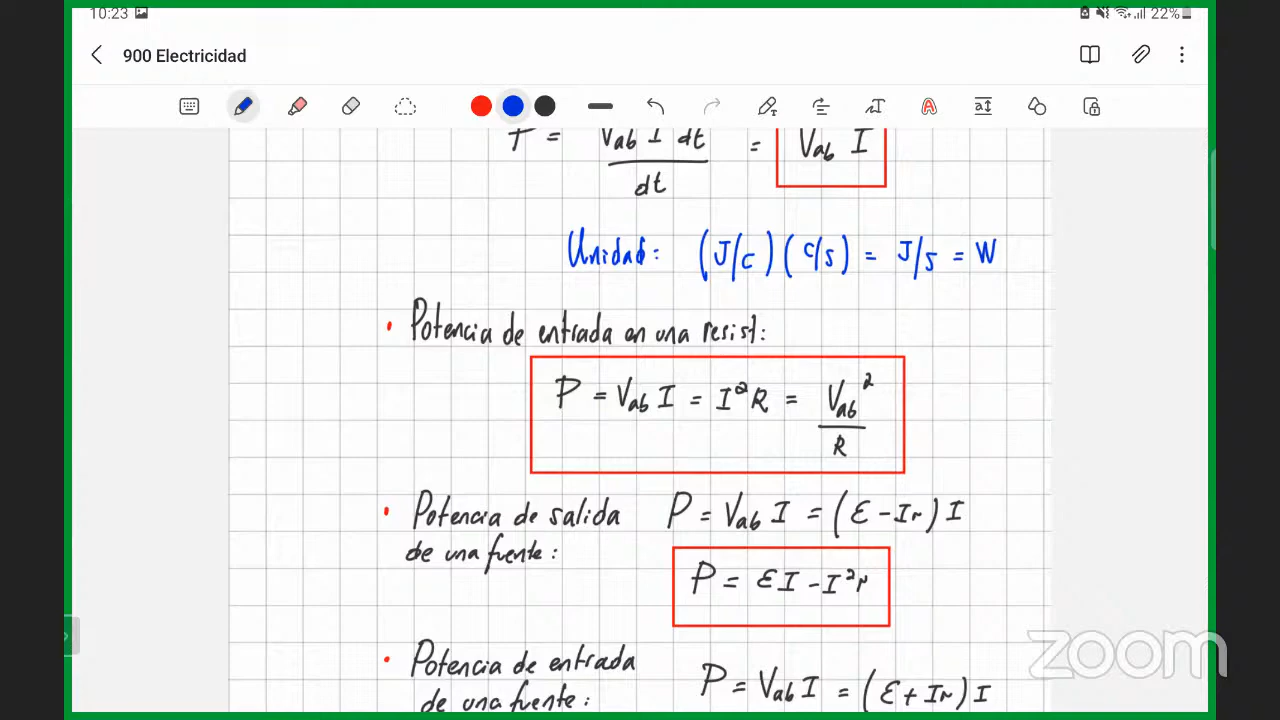 10:23 22%
900 Electricidad
P = Vab I dt / dt = Vab I
Unidad: (J/C)(C/S) = J/S = W
• Potencia de entrada en una resist:
P = Vab I = I²R = Vab² / R
• Potencia de salida de una fuente: P = Vab I = (ε - Ir) I
P = εI - I²r
• Potencia de entrada de una fuente: P = Vab I = (ε + Ir) I
zoom